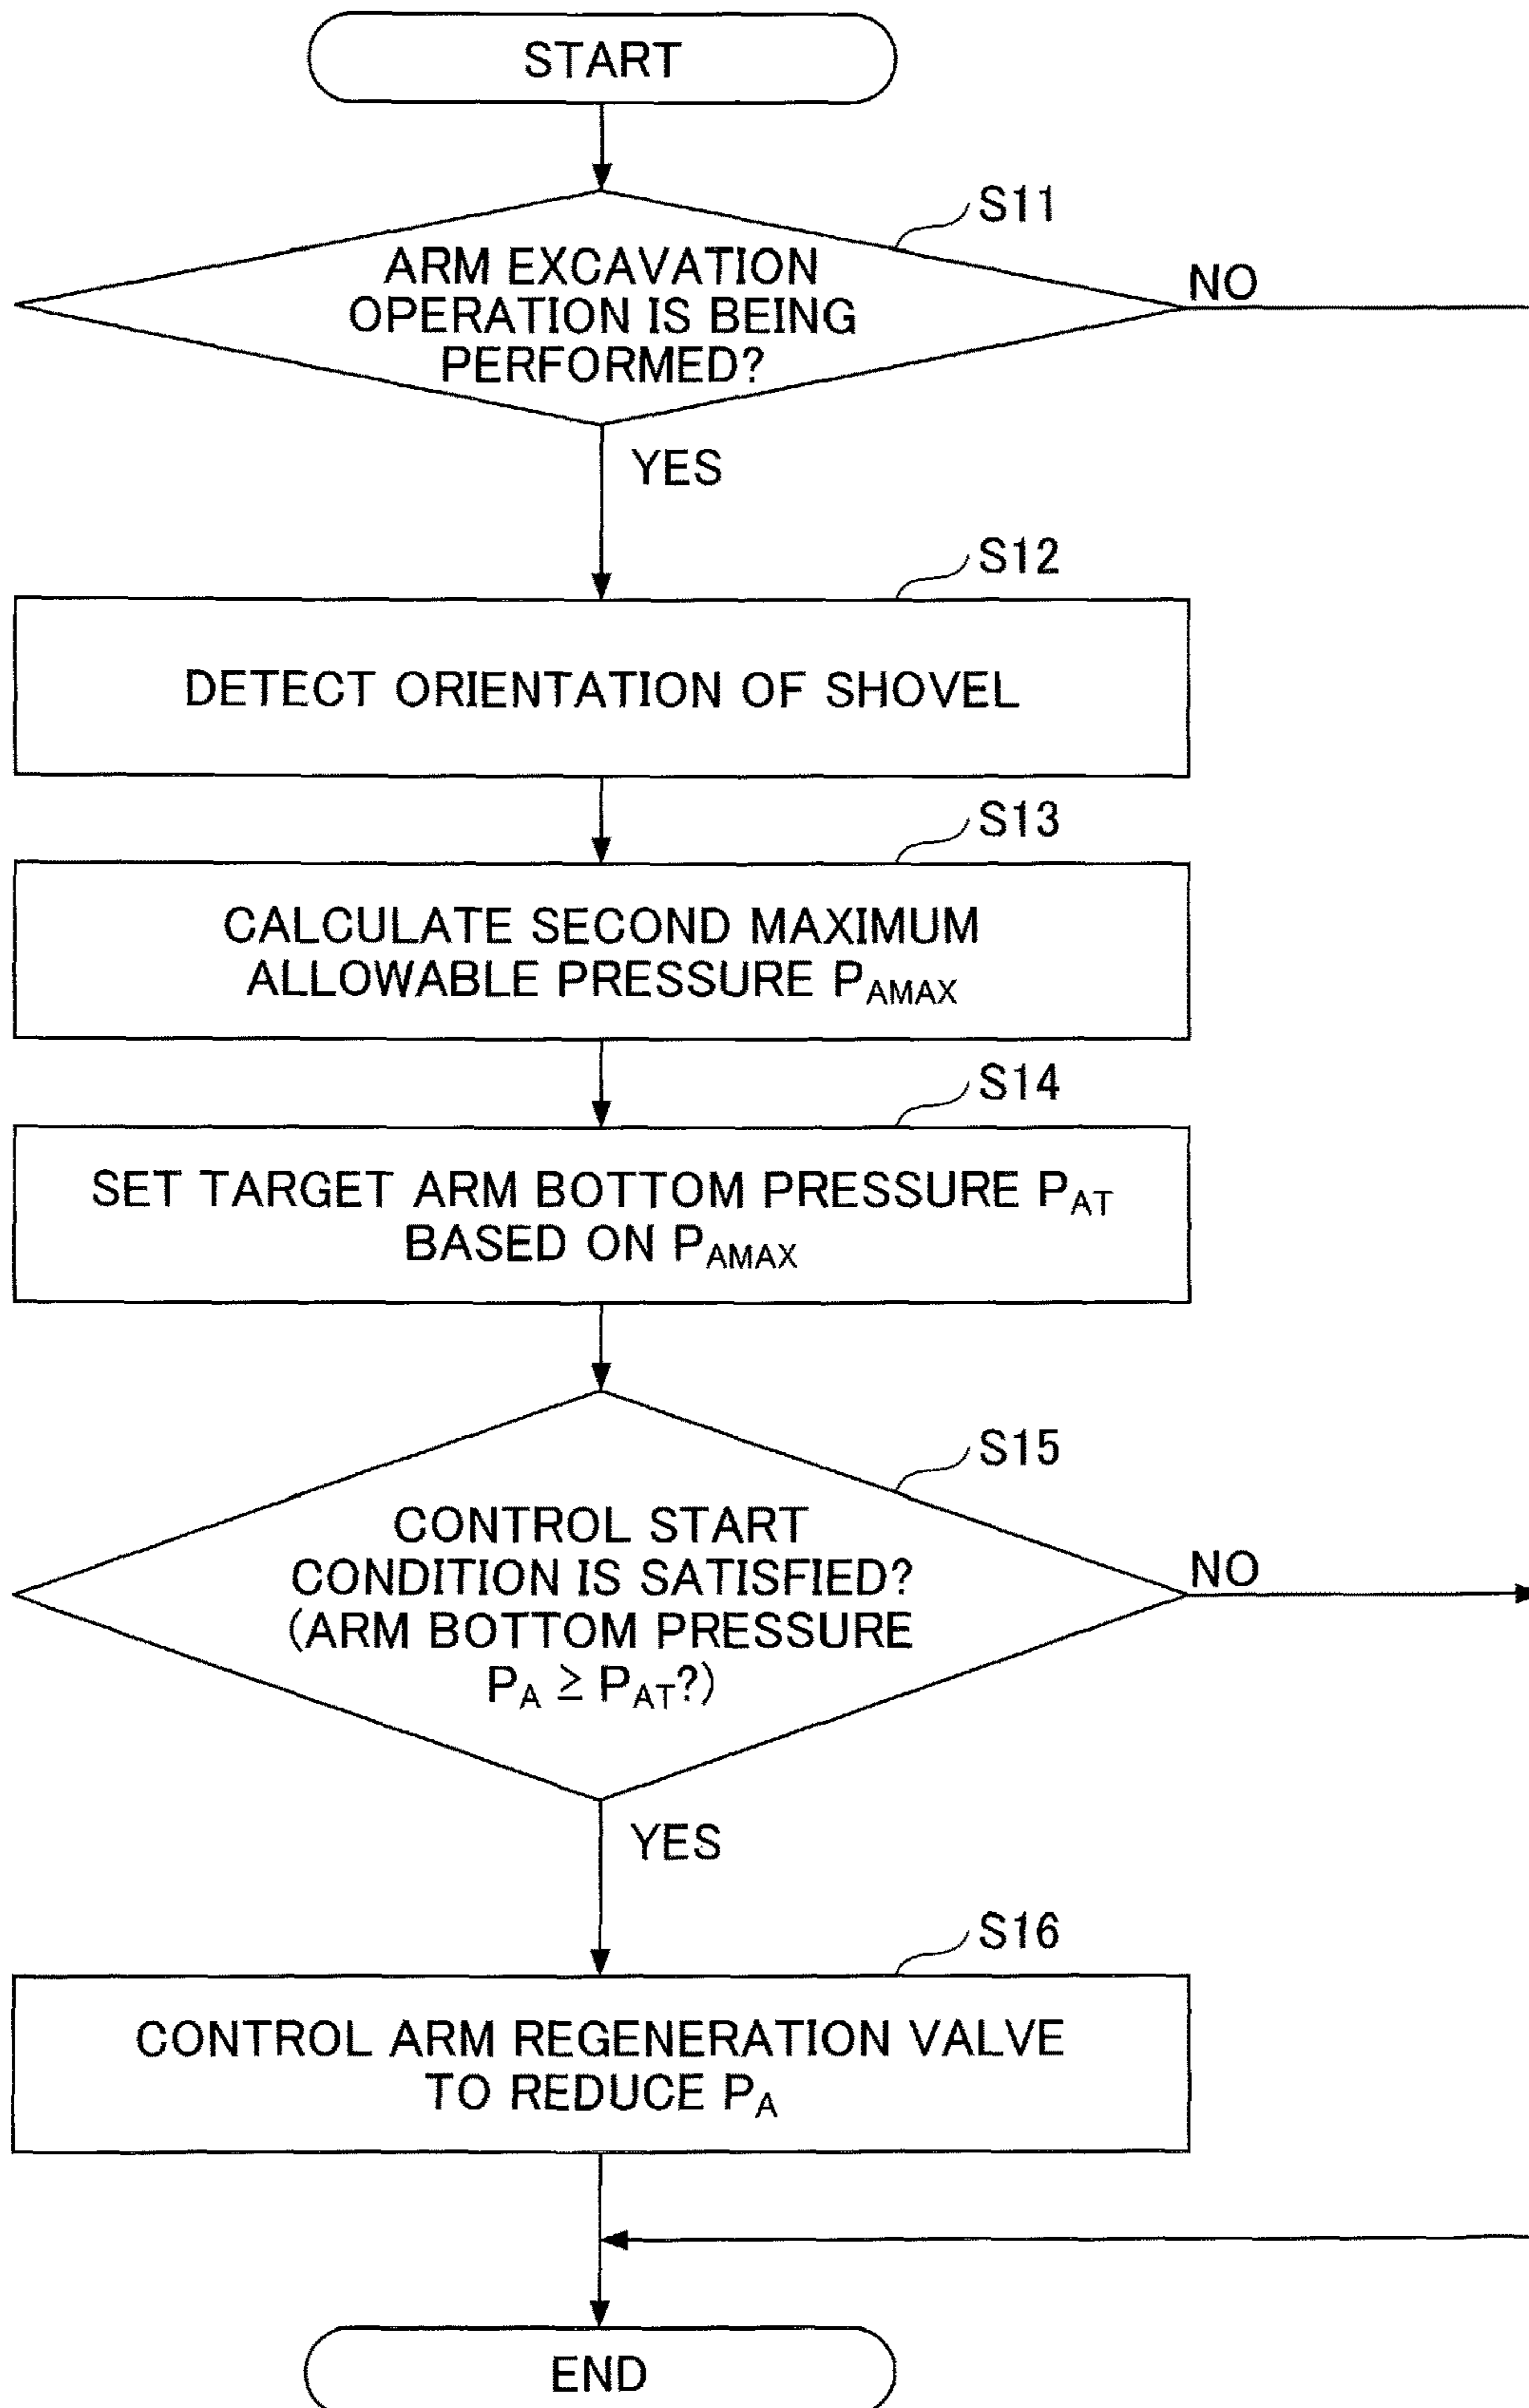 START
S11
ARM EXCAVATION
OPERATION IS BEING
PERFORMED?
NO
YES
S12
DETECT ORIENTATION OF SHOVEL
S13
CALCULATE SECOND MAXIMUM
ALLOWABLE PRESSURE PAMAX
S14
SET TARGET ARM BOTTOM PRESSURE PAT
BASED ON PAMAX
S15
CONTROL START
CONDITION IS SATISFIED?
(ARM BOTTOM PRESSURE
PA ≥ PAT?)
NO
YES
S16
CONTROL ARM REGENERATION VALVE
TO REDUCE PA
END